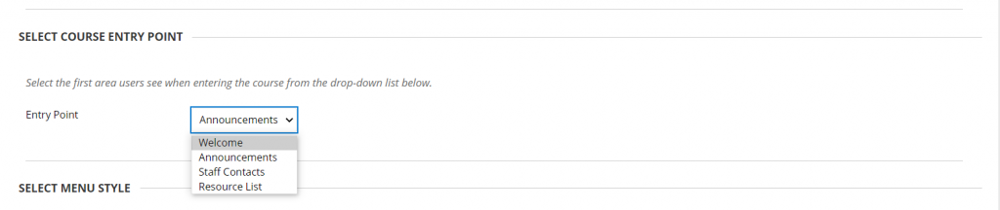 SELECT COURSE ENTRY POINT
Select the first area users see when entering the course from the drop-down list below.
Entry Point
Announcements
Welcome
Announcements
Staff Contacts
Resource List
SELECT MENU STYLE